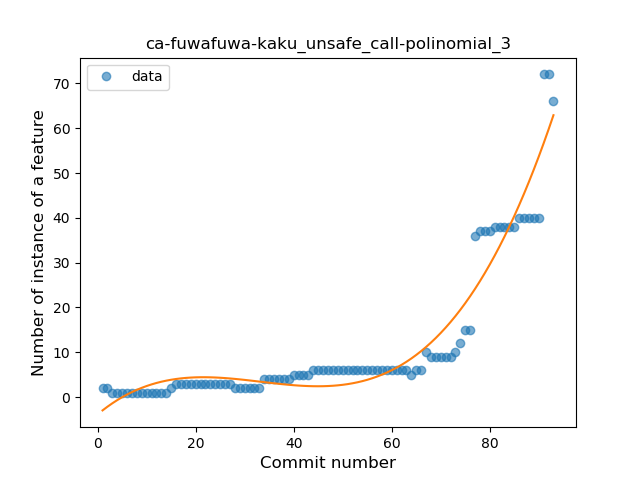 ca-fuwafuwa-kaku_unsafe_call-polinomial_3
data
Number of instance of a feature
70
60
50
40
30
20
10
0
0 20 40 60 80
Commit number